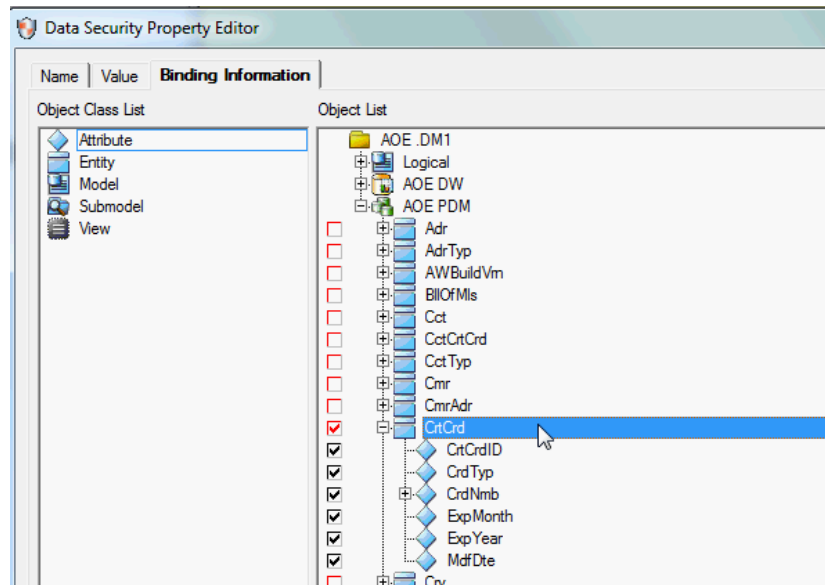 Data Security Property Editor
Name Value Binding Information
Object Class List
Object List
Attribute
Entity
Model
Submodel
View
AOE .DM1
Logical
AOE DW
AOE PDM
Adr
AdrTyp
AWBuildVrn
BllOfMls
Cct
CctCrtCrd
CctTyp
Cmr
CmrAdr
CrtCrd
CrtCrdID
CrdTyp
CrdNmb
ExpMonth
ExpYear
MdfDte